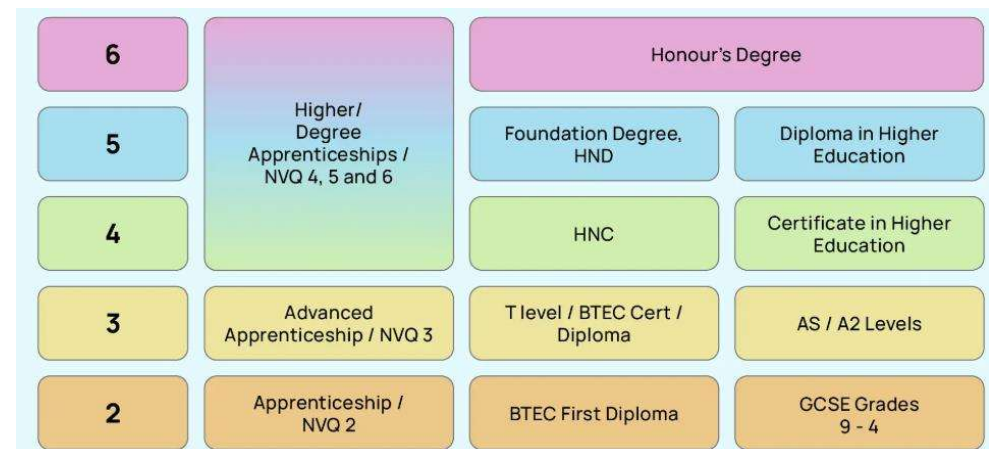 6
Honour's Degree
Higher/
Degree
Apprenticeships /
NVQ 4, 5 and 6
5
Foundation Degree,
HND
Diploma in Higher
Education
4
HNC
Certificate in Higher
Education
3
Advanced
Apprenticeship / NVQ 3
T level / BTEC Cert /
Diploma
AS / A2 Levels
2
Apprenticeship /
NVQ 2
BTEC First Diploma
GCSE Grades
9 - 4